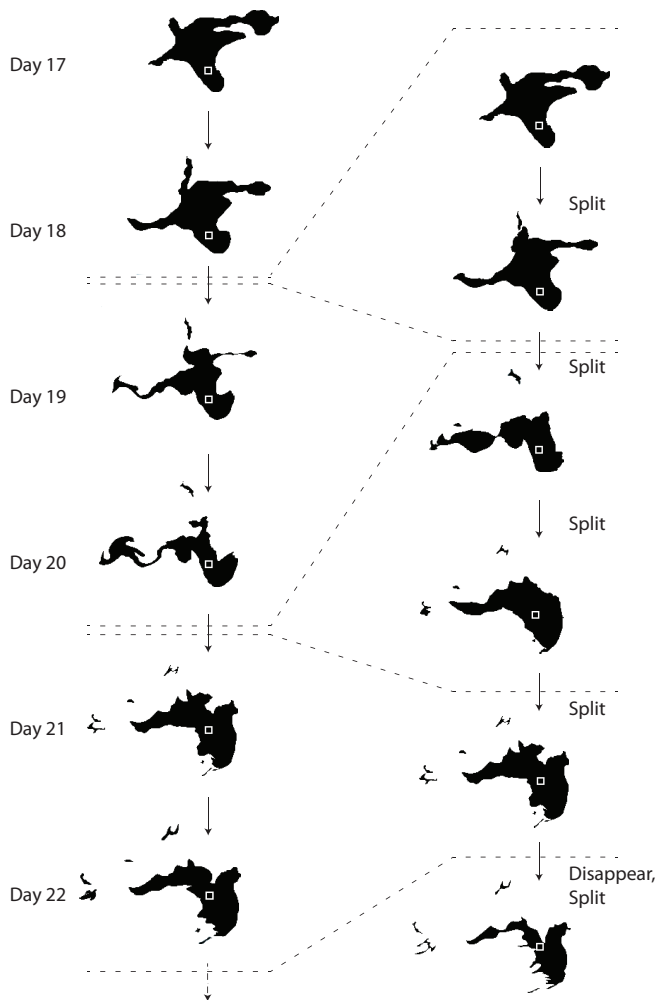 Day 17
Split
Day 18
Split
Day 19
Split
Day 20
Split
Day 21
Disappear,
Split
Day 22